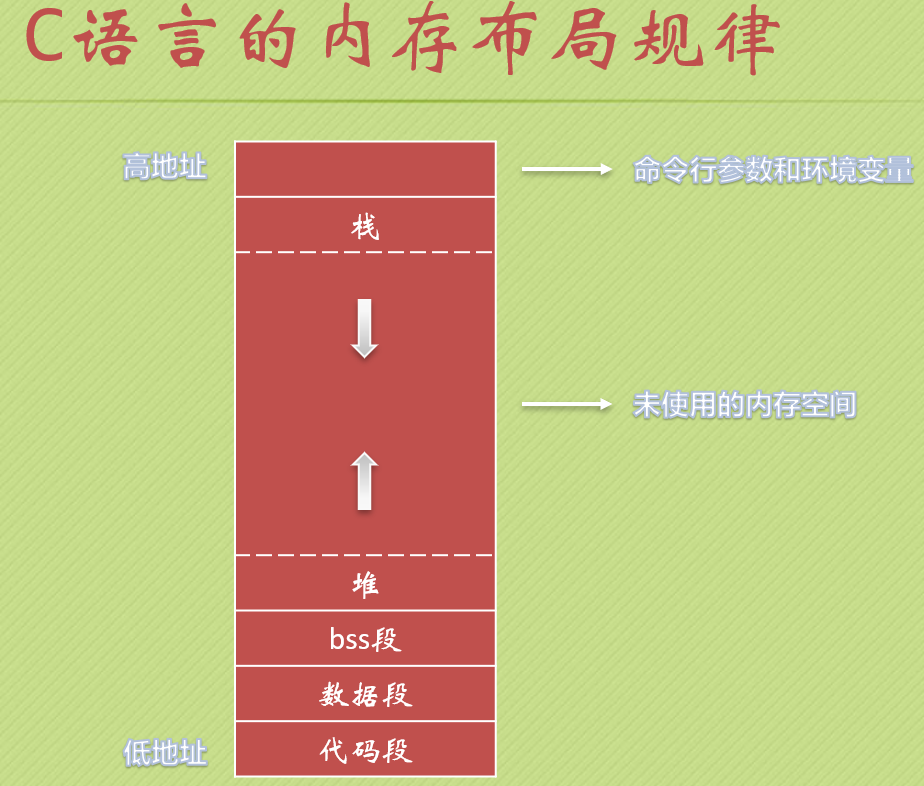 C语言的内存布局规律
高地址
命令行参数和环境变量
栈
未使用的内存空间
堆
bss段
数据段
低地址
代码段